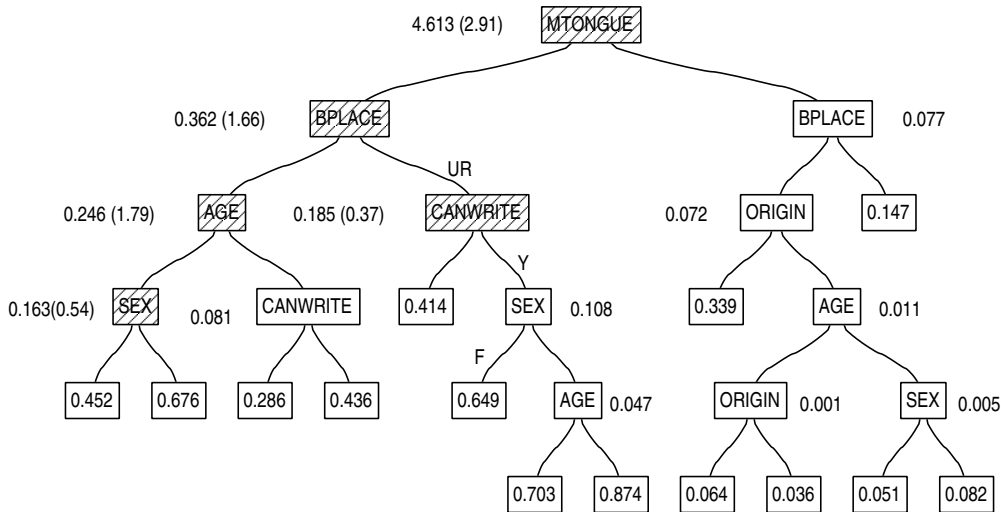 4.613 (2.91) MTONGUE
0.362 (1.66) BPLACE BPLACE 0.077
UR
0.246 (1.79) AGE 0.185 (0.37) CANWRITE 0.072 ORIGIN 0.147
Y
0.163(0.54) SEX 0.081 CANWRITE 0.414 SEX 0.108 0.339 AGE 0.011
F
0.452 0.676 0.286 0.436 0.649 AGE 0.047 ORIGIN 0.001 SEX 0.005
0.703 0.874 0.064 0.036 0.051 0.082